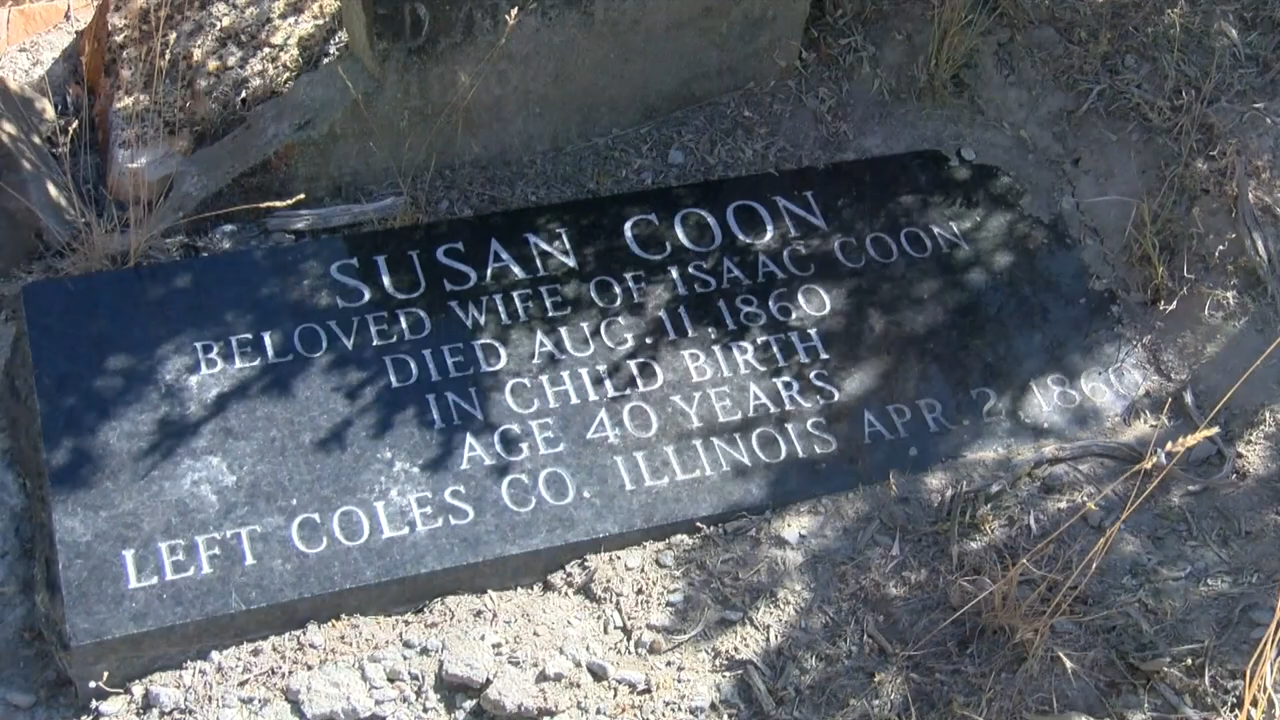 SUSAN COON
BELOVED WIFE OF ISAAC COON
DIED AUG. 11, 1860
IN CHILD BIRTH
AGE 40 YEARS
LEFT COLES CO. ILLINOIS APR. 2 1860